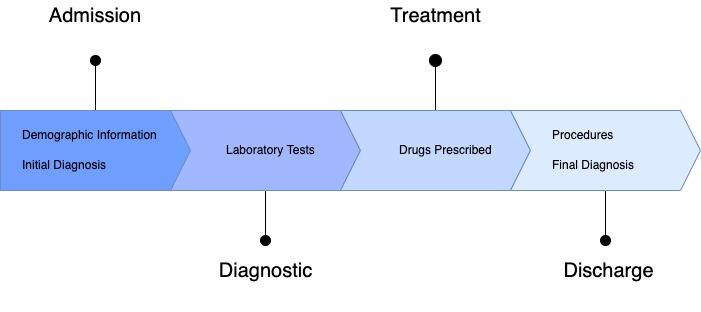 Admission
Treatment
Demographic Information
Initial Diagnosis
Laboratory Tests
Drugs Prescribed
Procedures
Final Diagnosis
Diagnostic
Discharge